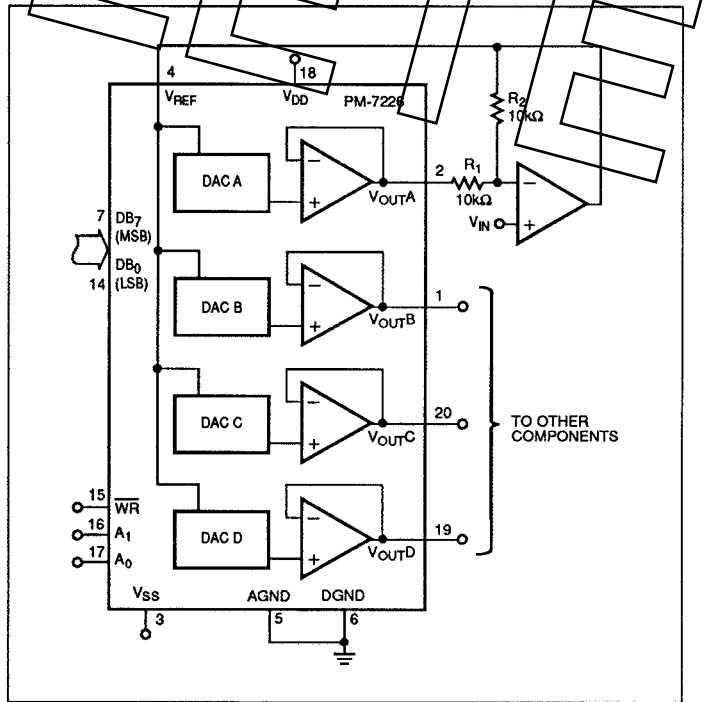 4
18
VREF
VDD
PM-7226
R2
10kΩ
DAC A
VOUTA
2
R1
10kΩ
VIN
7
DB7
(MSB)
DB0
14
(LSB)
DAC B
VOUTB
1
DAC C
VOUTC
20
TO OTHER
COMPONENTS
15
WR
16
A1
17
A0
DAC D
VOUTD
19
VSS
AGND
DGND
3
5
6